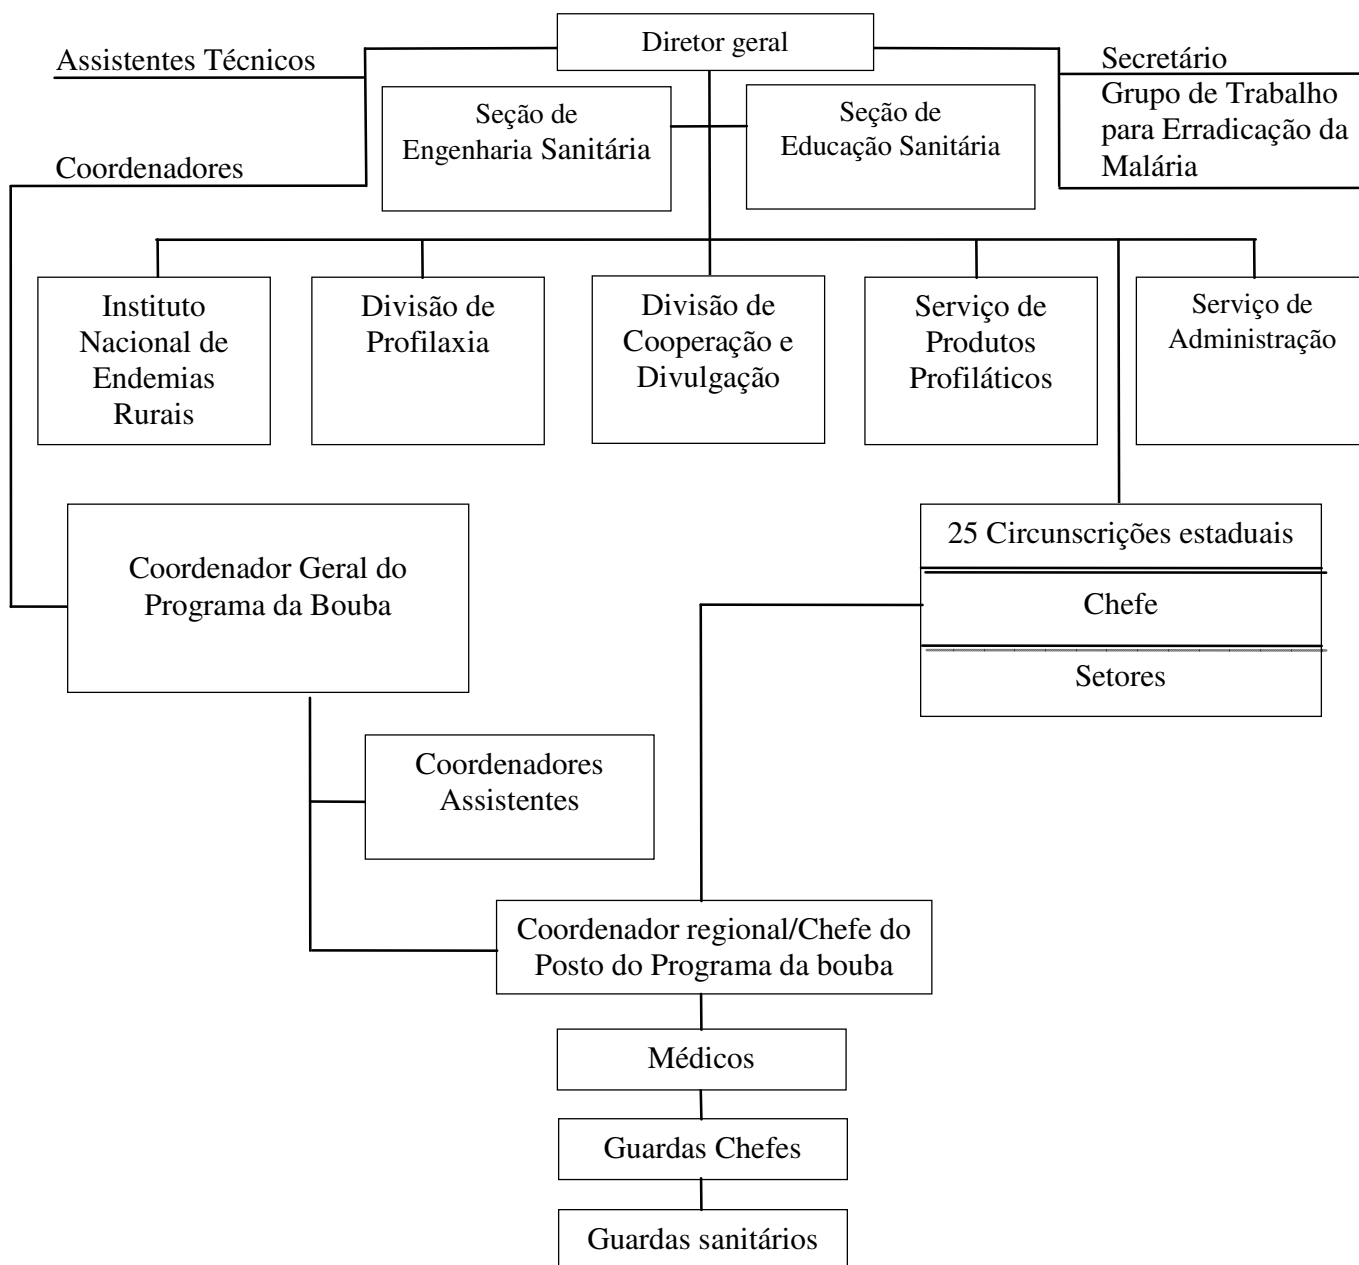 Diretor geral
Assistentes Técnicos
Secretário
Grupo de Trabalho
para Erradicação da
Malária
Seção de
Engenharia Sanitária
Seção de
Educação Sanitária
Coordenadores
Instituto
Nacional de
Endemias
Rurais
Divisão de
Profilaxia
Divisão de
Cooperação e
Divulgação
Serviço de
Produtos
Profiláticos
Serviço de
Administração
Coordenador Geral do
Programa da Bouba
25 Circunscrições estaduais
Chefe
Setores
Coordenadores
Assistentes
Coordenador regional/Chefe do
Posto do Programa da bouba
Médicos
Guardas Chefes
Guardas sanitários